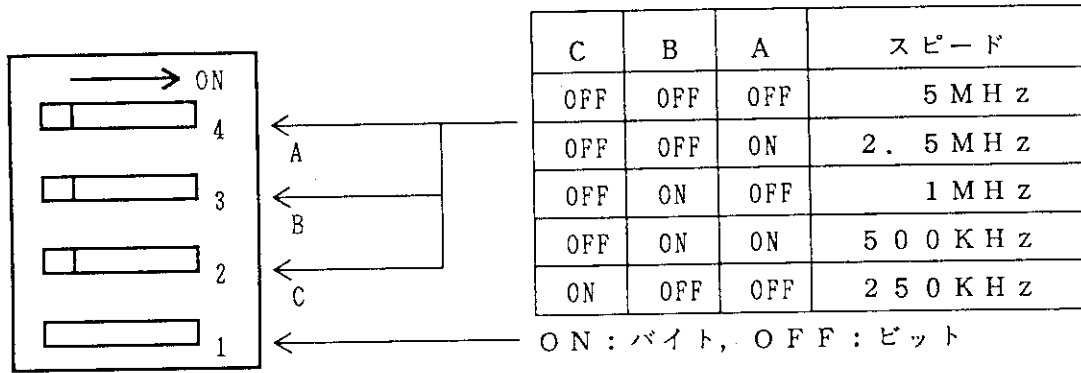 ON
4
3
2
1
A
B
C
C B A スピード
OFF OFF OFF 5MHz
OFF OFF ON 2.5MHz
OFF ON OFF 1MHz
OFF ON ON 500KHz
ON OFF OFF 250KHz
ON:バイト, OFF:ビット